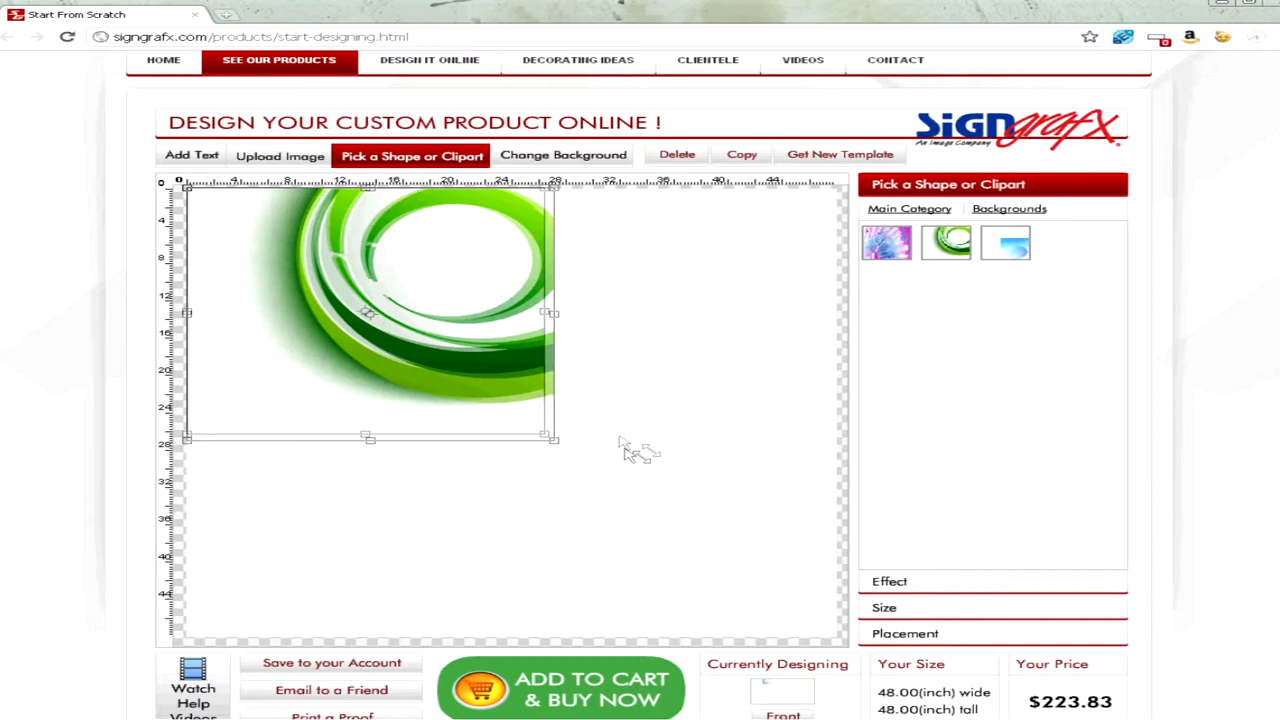 Start From Scratch
signgrafx.com/products/start-designing.html
0
HOME
SEE OUR PRODUCTS
DESIGN IT ONLINE
DECORATING IDEAS
CLIENTELE
VIDEOS
CONTACT
DESIGN YOUR CUSTOM PRODUCT ONLINE !
SiGNgrafx
An Image Company
Add Text
Upload Image
Pick a Shape or Clipart
Change Background
Delete
Copy
Get New Template
0 4 8 12 16 20 24 28 32 36 40 44
0
4
8
12
16
20
24
28
32
36
40
44
Pick a Shape or Clipart
Main Category | Backgrounds
Effect
Size
Placement
Watch
Help
Videos
Save to your Account
Email to a Friend
Print a Proof
ADD TO CART
& BUY NOW
Currently Designing
Front
Your Size
48.00(inch) wide
48.00(inch) tall
Your Price
$223.83